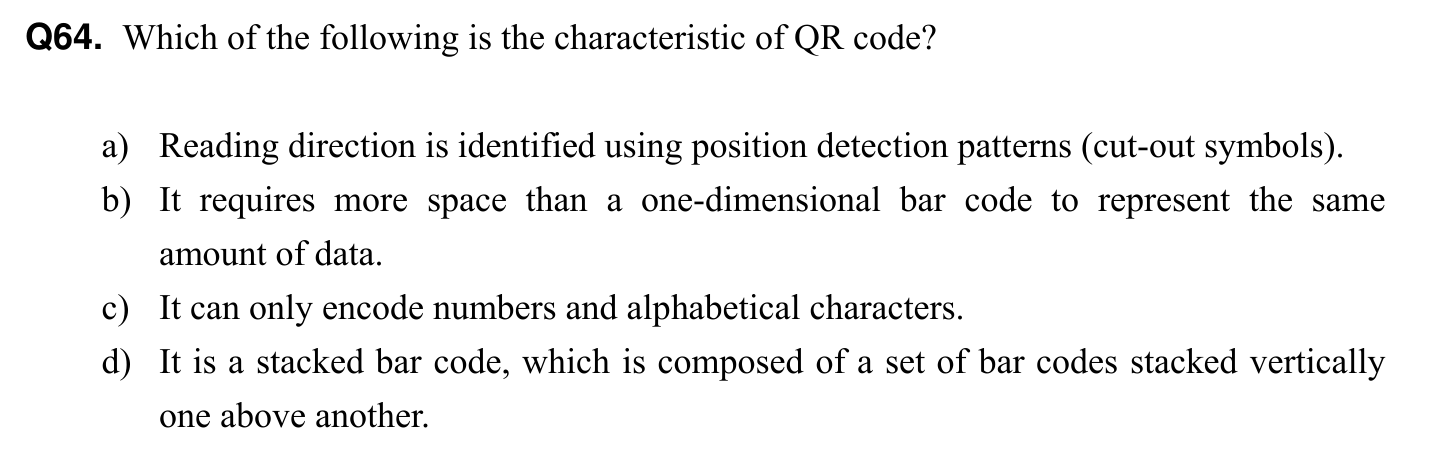 Q64. Which of the following is the characteristic of QR code?
a) Reading direction is identified using position detection patterns (cut-out symbols).
b) It requires more space than a one-dimensional bar code to represent the same
amount of data.
c) It can only encode numbers and alphabetical characters.
d) It is a stacked bar code, which is composed of a set of bar codes stacked vertically
one above another.